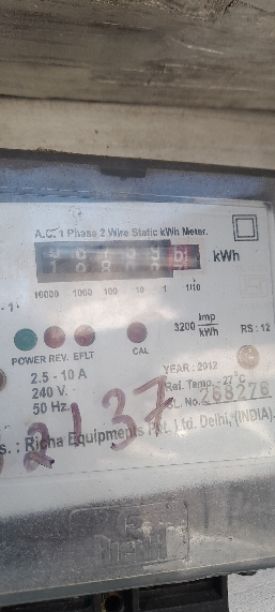 A.C. 1 Phase 2 Wire Static kWh Meter.
kWh
10000 1000 100 10 1 1/10
3200 Imp/kWh RS: 12
POWER REV. EFLT CAL
2.5 - 10 A
240 V.
50 Hz.
YEAR: 2012
Ref. Temp. - 27°C
SL. No. 268276
2137
s. : Richa Equipments Pvt. Ltd. Delhi, (INDIA)